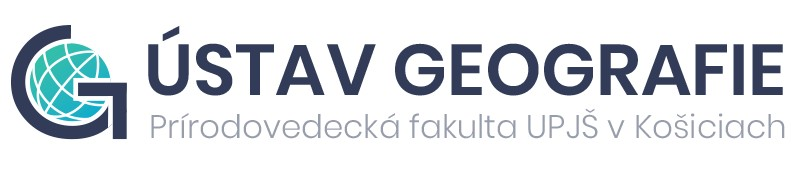 ÚSTAV GEOGRAFIE
Prírodovedecká fakulta UPJŠ v Košiciach